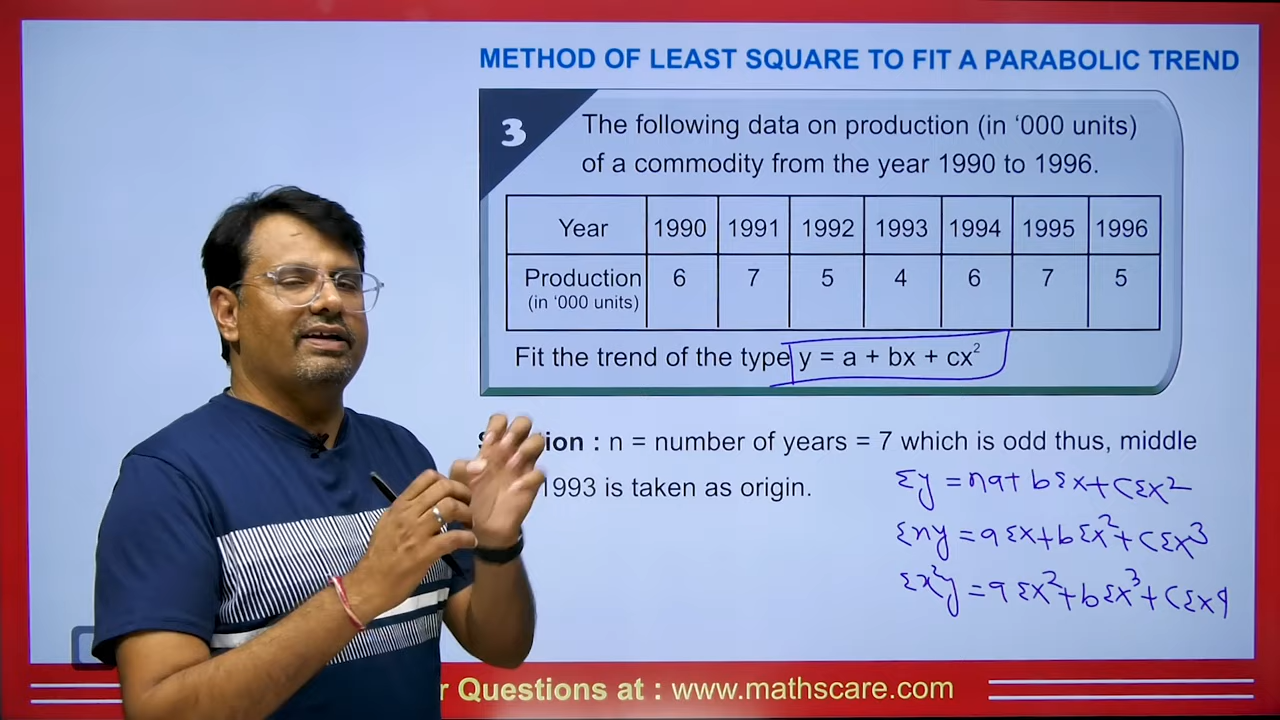 METHOD OF LEAST SQUARE TO FIT A PARABOLIC TREND
3
The following data on production (in ‘000 units)
of a commodity from the year 1990 to 1996.
Year 1990 1991 1992 1993 1994 1995 1996
Production 6 7 5 4 6 7 5
(in ‘000 units)
Fit the trend of the type y = a + bx + cx²
: n = number of years = 7 which is odd thus, middle
1993 is taken as origin.
Σy = na + bΣx + cΣx²
Σxy = aΣx + bΣx² + cΣx³
Σx²y = aΣx² + bΣx³ + cΣx⁴
Questions at : www.mathscare.com